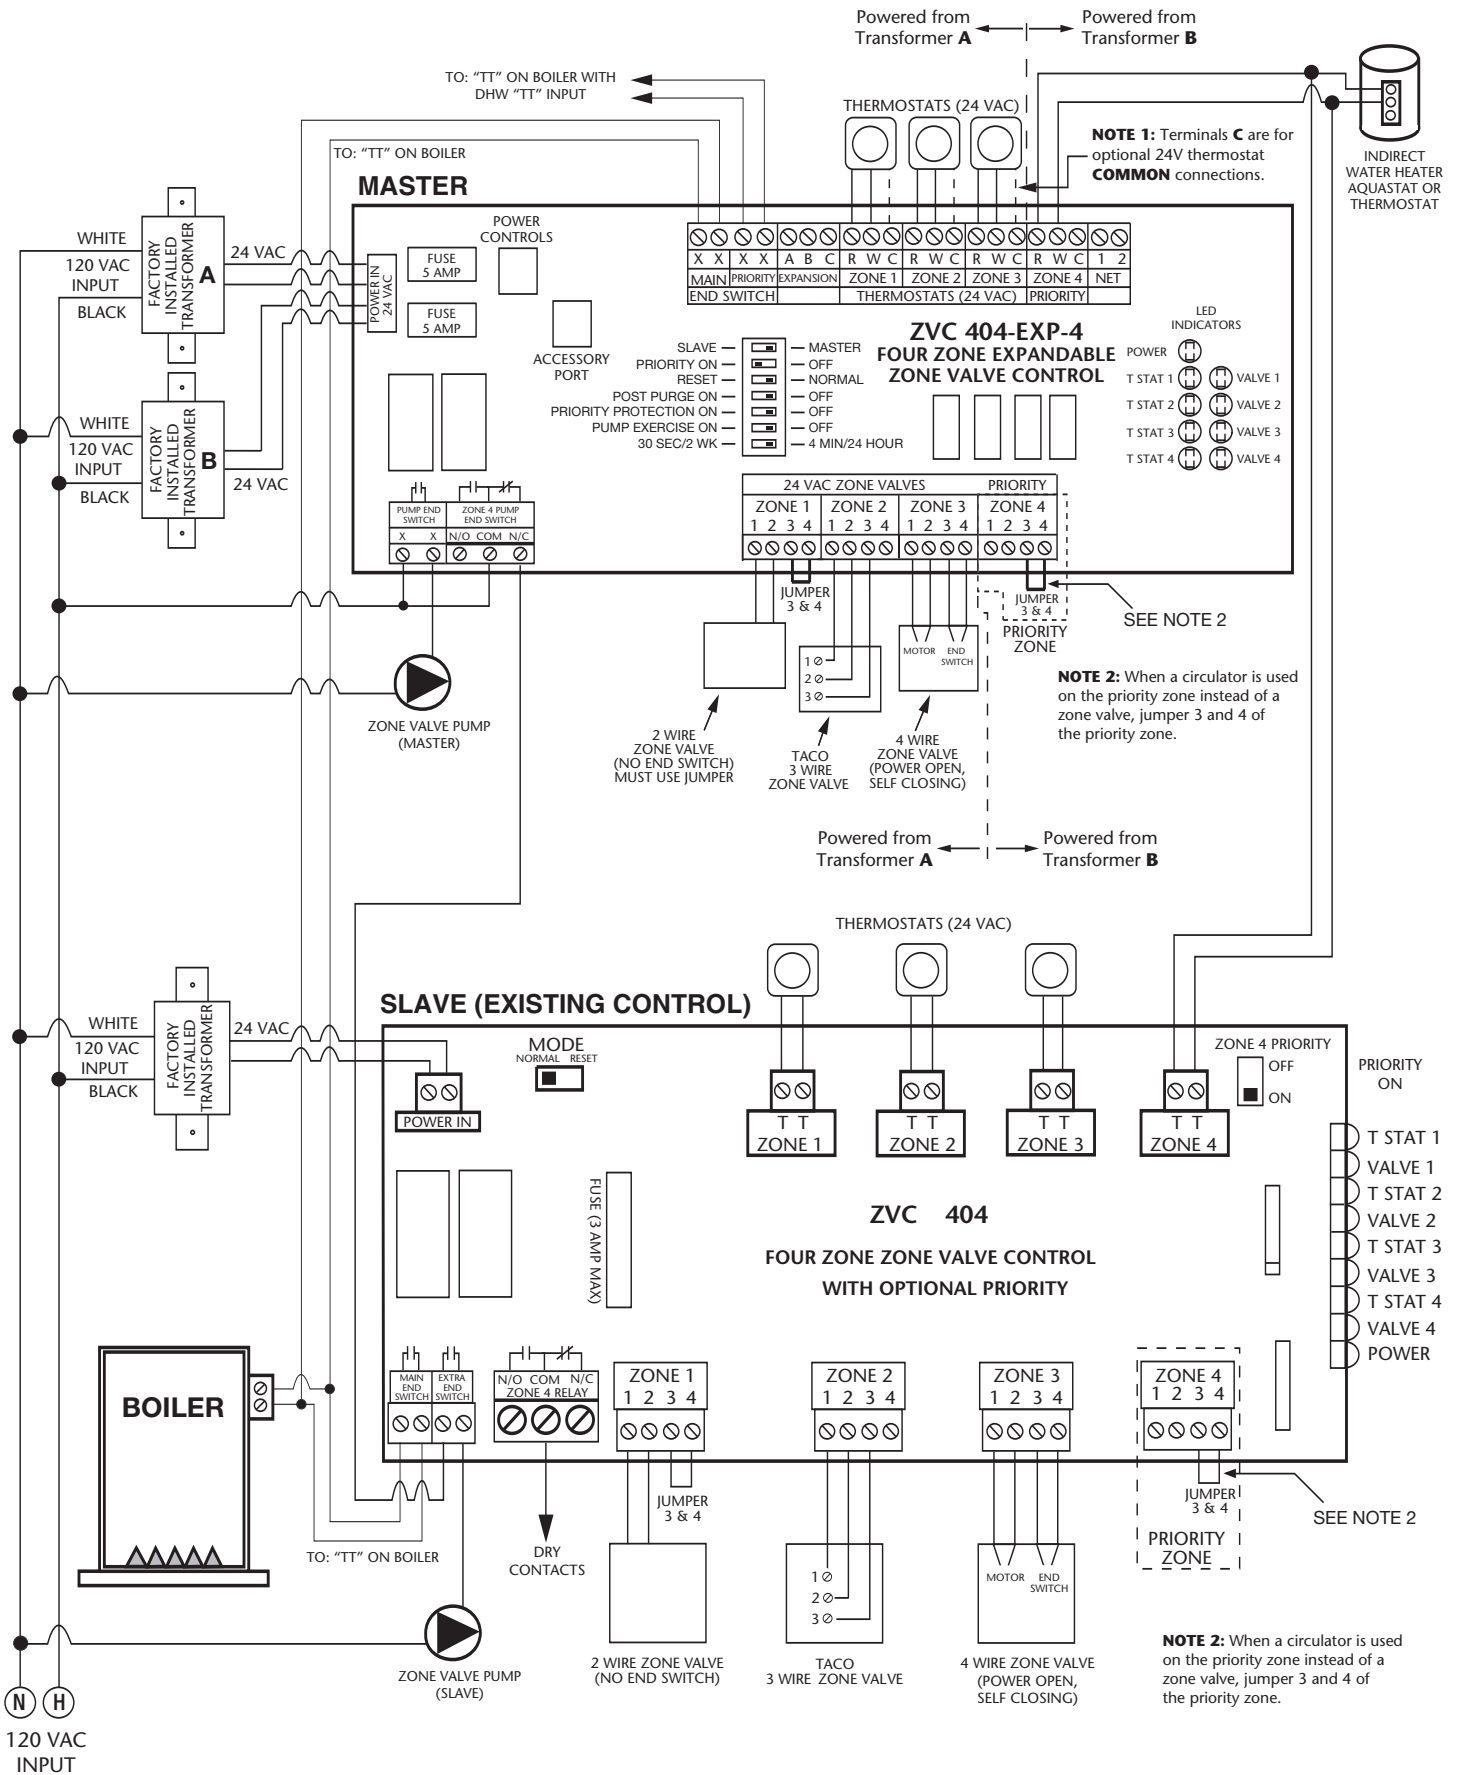 Powered from
Transformer A
Powered from
Transformer B
TO: “TT” ON BOILER WITH
DHW “TT” INPUT
THERMOSTATS (24 VAC)
NOTE 1: Terminals C are for
optional 24V thermostat
COMMON connections.
INDIRECT
WATER HEATER
AQUASTAT OR
THERMOSTAT
TO: “TT” ON BOILER
MASTER
WHITE
120 VAC
INPUT
BLACK
FACTORY
INSTALLED
TRANSFORMER
A
24 VAC
POWER IN
24 VAC
FUSE
5 AMP
FUSE
5 AMP
POWER
CONTROLS
ACCESSORY
PORT
X X X X A B C R W C R W C R W C R W C 1 2
MAIN PRIORITY EXPANSION ZONE 1 ZONE 2 ZONE 3 ZONE 4 NET
END SWITCH THERMOSTATS (24 VAC) PRIORITY
ZVC 404-EXP-4
FOUR ZONE EXPANDABLE
ZONE VALVE CONTROL
LED
INDICATORS
POWER
T STAT 1 VALVE 1
T STAT 2 VALVE 2
T STAT 3 VALVE 3
T STAT 4 VALVE 4
SLAVE MASTER
PRIORITY ON OFF
RESET NORMAL
POST PURGE ON OFF
PRIORITY PROTECTION ON OFF
PUMP EXERCISE ON OFF
30 SEC/2 WK 4 MIN/24 HOUR
WHITE
120 VAC
INPUT
BLACK
FACTORY
INSTALLED
TRANSFORMER
B
24 VAC
PUMP END
SWITCH
X X
ZONE 4 PUMP
END SWITCH
N/O COM N/C
24 VAC ZONE VALVES PRIORITY
ZONE 1 ZONE 2 ZONE 3 ZONE 4
1 2 3 4 1 2 3 4 1 2 3 4 1 2 3 4
JUMPER
3 & 4
JUMPER
3 & 4
PRIORITY
ZONE
SEE NOTE 2
1
2
3
MOTOR
END
SWITCH
ZONE VALVE PUMP
(MASTER)
2 WIRE
ZONE VALVE
(NO END SWITCH)
MUST USE JUMPER
TACO
3 WIRE
ZONE VALVE
4 WIRE
ZONE VALVE
(POWER OPEN,
SELF CLOSING)
NOTE 2: When a circulator is used
on the priority zone instead of a
zone valve, jumper 3 and 4 of
the priority zone.
Powered from
Transformer A
Powered from
Transformer B
THERMOSTATS (24 VAC)
SLAVE (EXISTING CONTROL)
WHITE
120 VAC
INPUT
BLACK
FACTORY
INSTALLED
TRANSFORMER
24 VAC
POWER IN
MODE
NORMAL RESET
T T
ZONE 1
T T
ZONE 2
T T
ZONE 3
T T
ZONE 4
ZONE 4 PRIORITY
OFF
ON
PRIORITY
ON
T STAT 1
VALVE 1
T STAT 2
VALVE 2
T STAT 3
VALVE 3
T STAT 4
VALVE 4
POWER
FUSE (3 AMP MAX)
ZVC 404
FOUR ZONE ZONE VALVE CONTROL
WITH OPTIONAL PRIORITY
BOILER
MAIN
END
SWITCH
EXTRA
END
SWITCH
N/O COM N/C
ZONE 4 RELAY
ZONE 1
1 2 3 4
ZONE 2
1 2 3 4
ZONE 3
1 2 3 4
ZONE 4
1 2 3 4
JUMPER
3 & 4
JUMPER
3 & 4
PRIORITY
ZONE
SEE NOTE 2
TO: “TT” ON BOILER
DRY
CONTACTS
1
2
3
MOTOR
END
SWITCH
ZONE VALVE PUMP
(SLAVE)
2 WIRE ZONE VALVE
(NO END SWITCH)
TACO
3 WIRE ZONE VALVE
4 WIRE ZONE VALVE
(POWER OPEN,
SELF CLOSING)
NOTE 2: When a circulator is used
on the priority zone instead of a
zone valve, jumper 3 and 4 of
the priority zone.
N H
120 VAC
INPUT